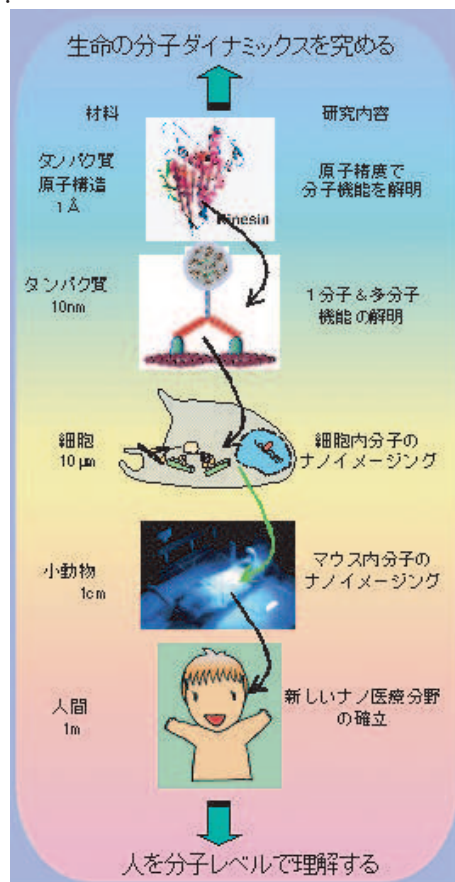 生命の分子ダイナミックスを究める
材料
研究内容
タンパク質
原子構造
1Å
Kinesin
原子精度で
分子機能を解明
タンパク質
10nm
1分子&多分子
機能の解明
細胞
10μm
細胞内分子の
ナノイメージング
小動物
1cm
マウス内分子の
ナノイメージング
人間
1m
新しいナノ医療分野
の確立
人を分子レベルで理解する